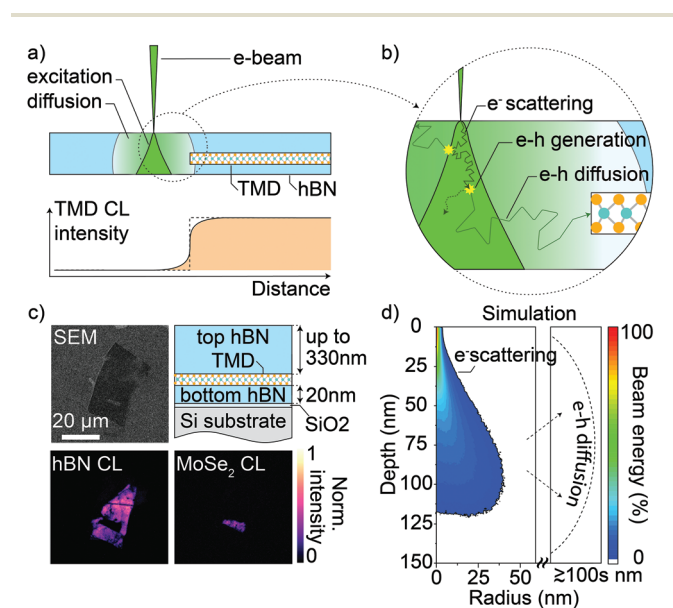 a)
e-beam
excitation
diffusion
TMD
hBN
TMD CL
intensity
Distance
b)
e- scattering
e-h generation
e-h diffusion
c)
SEM
20 µm
top hBN
TMD
bottom hBN
Si substrate
up to
330nm
20nm
SiO2
hBN CL
MoSe2 CL
1
Norm.
intensity
0
d)
Simulation
0
25
50
75
100
125
150
Depth (nm)
e-scattering
e-h diffusion
0
25
50
≥100s nm
Radius (nm)
100
0
Beam energy (%)